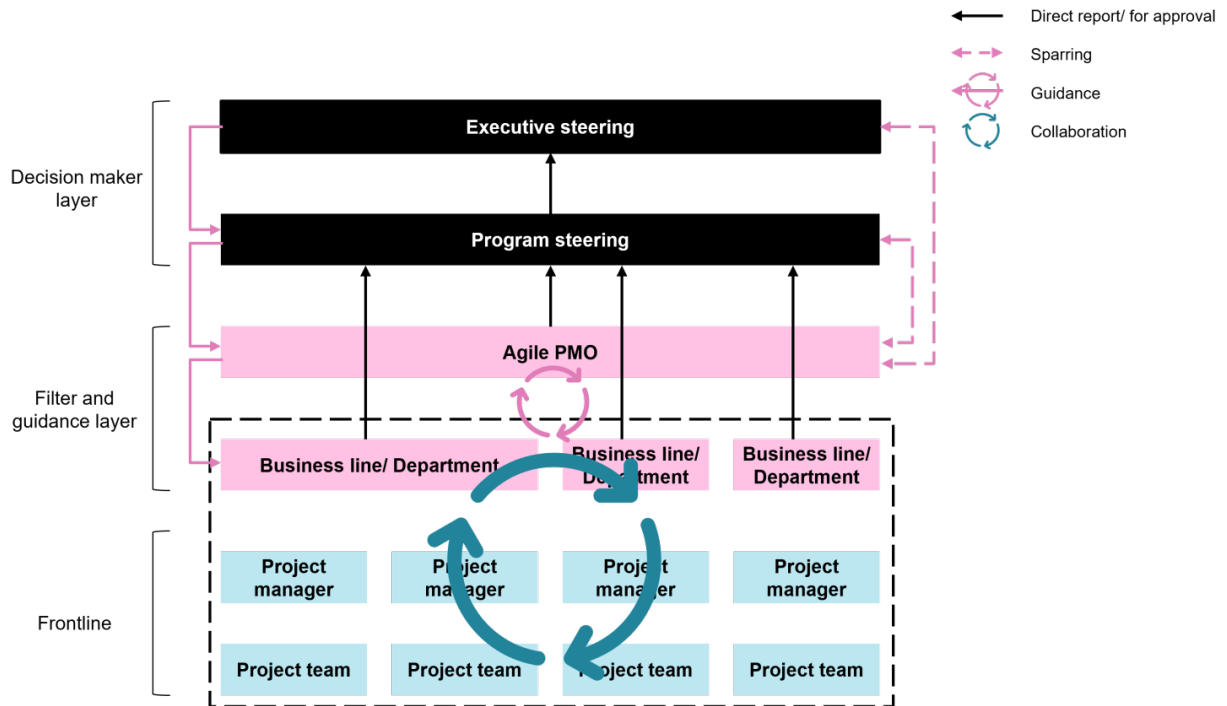 Direct report/ for approval
Sparring
Guidance
Collaboration
Executive steering
Decision maker
layer
Program steering
Agile PMO
Filter and
guidance layer
Business line/ Department
Business line/
Department
Business line/
Department
Project
manager
Project
manager
Project
manager
Project
manager
Frontline
Project team
Project team
Project team
Project team